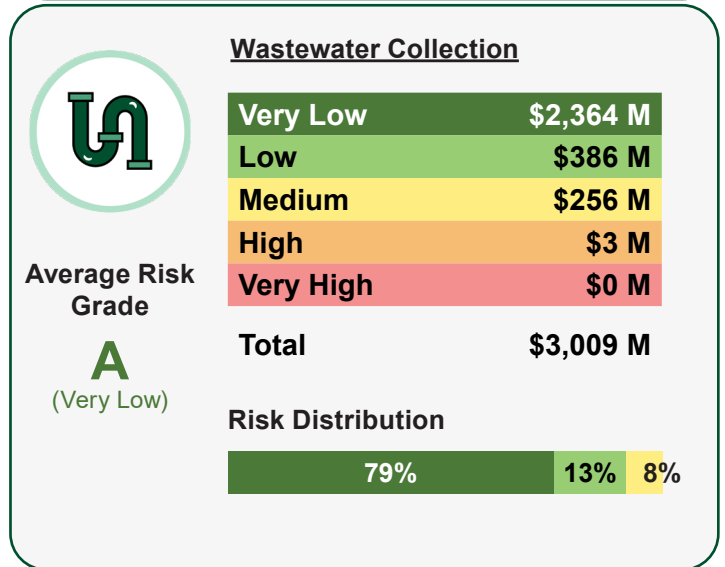 Wastewater Collection
Very Low $2,364 M
Low $386 M
Medium $256 M
High $3 M
Very High $0 M
Total $3,009 M
Average Risk
Grade
A
(Very Low)
Risk Distribution
79% 13% 8%